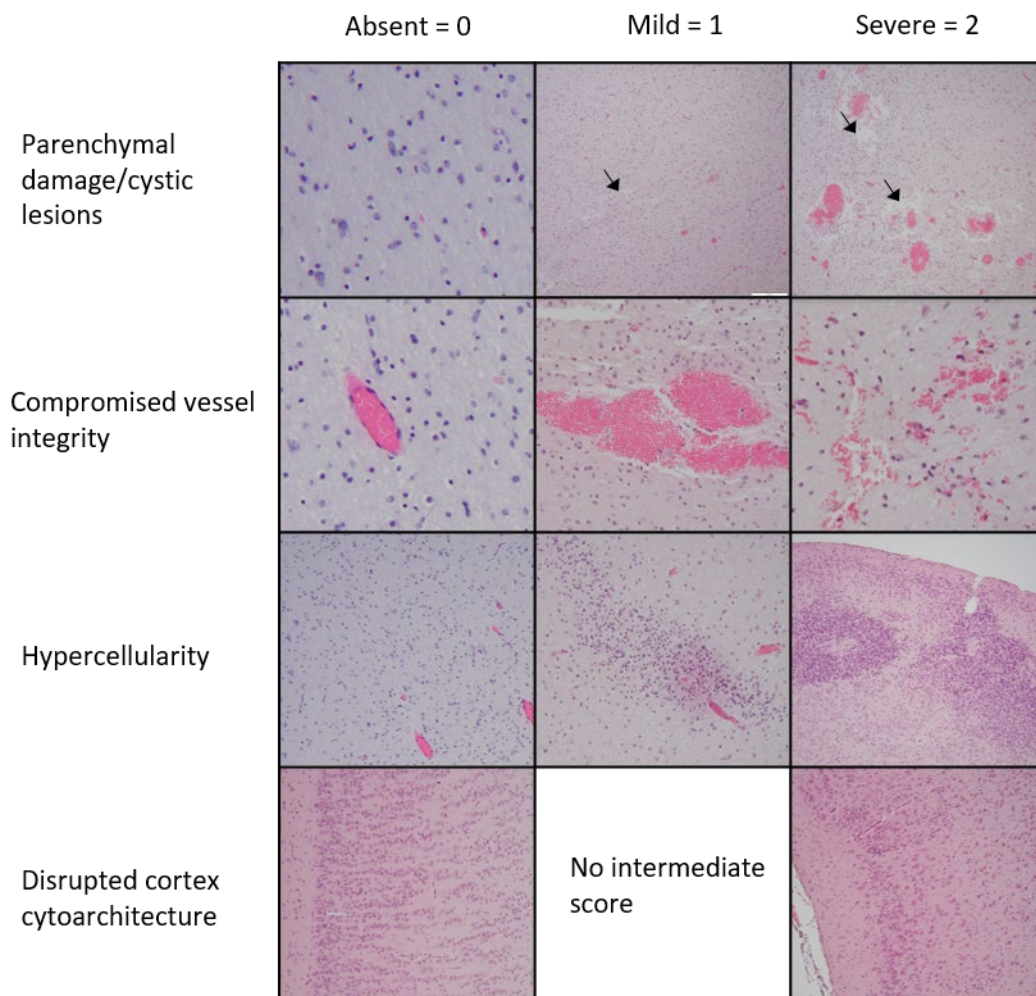 Absent = 0
Mild = 1
Severe = 2
Parenchymal
damage/cystic
lesions
Compromised vessel
integrity
Hypercellularity
Disrupted cortex
cytoarchitecture
No intermediate
score